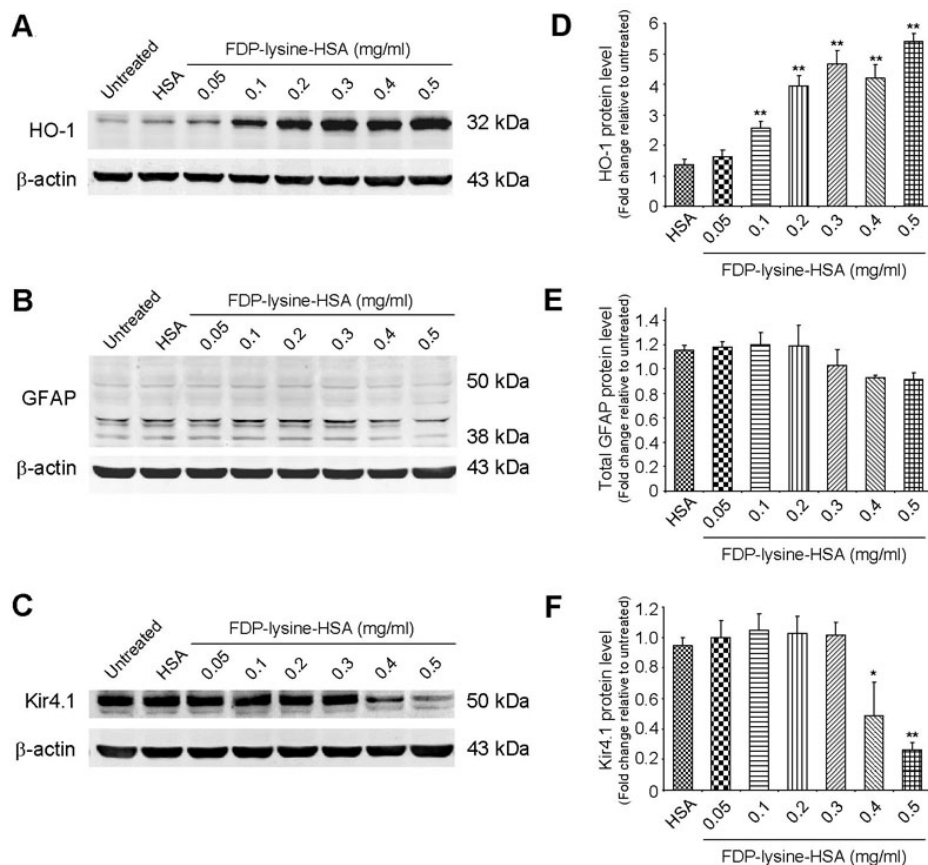 A
FDP-lysine-HSA (mg/ml)
Untreated HSA 0.05 0.1 0.2 0.3 0.4 0.5
HO-1 32 kDa
β-actin 43 kDa
B
FDP-lysine-HSA (mg/ml)
Untreated HSA 0.05 0.1 0.2 0.3 0.4 0.5
50 kDa
GFAP
38 kDa
β-actin 43 kDa
C
FDP-lysine-HSA (mg/ml)
Untreated HSA 0.05 0.1 0.2 0.3 0.4 0.5
Kir4.1 50 kDa
β-actin 43 kDa
D
HO-1 protein level
(Fold change relative to untreated)
6
5
4
3
2
1
0
** ** ** ** **
HSA 0.05 0.1 0.2 0.3 0.4 0.5
FDP-lysine-HSA (mg/ml)
E
Total GFAP protein level
(Fold change relative to untreated)
1.4
1.2
1.0
0.8
0.6
0.4
0.2
0
HSA 0.05 0.1 0.2 0.3 0.4 0.5
FDP-lysine-HSA (mg/ml)
F
Kir4.1 protein level
(Fold change relative to untreated)
1.2
1.0
0.8
0.6
0.4
0.2
0
* **
HSA 0.05 0.1 0.2 0.3 0.4 0.5
FDP-lysine-HSA (mg/ml)